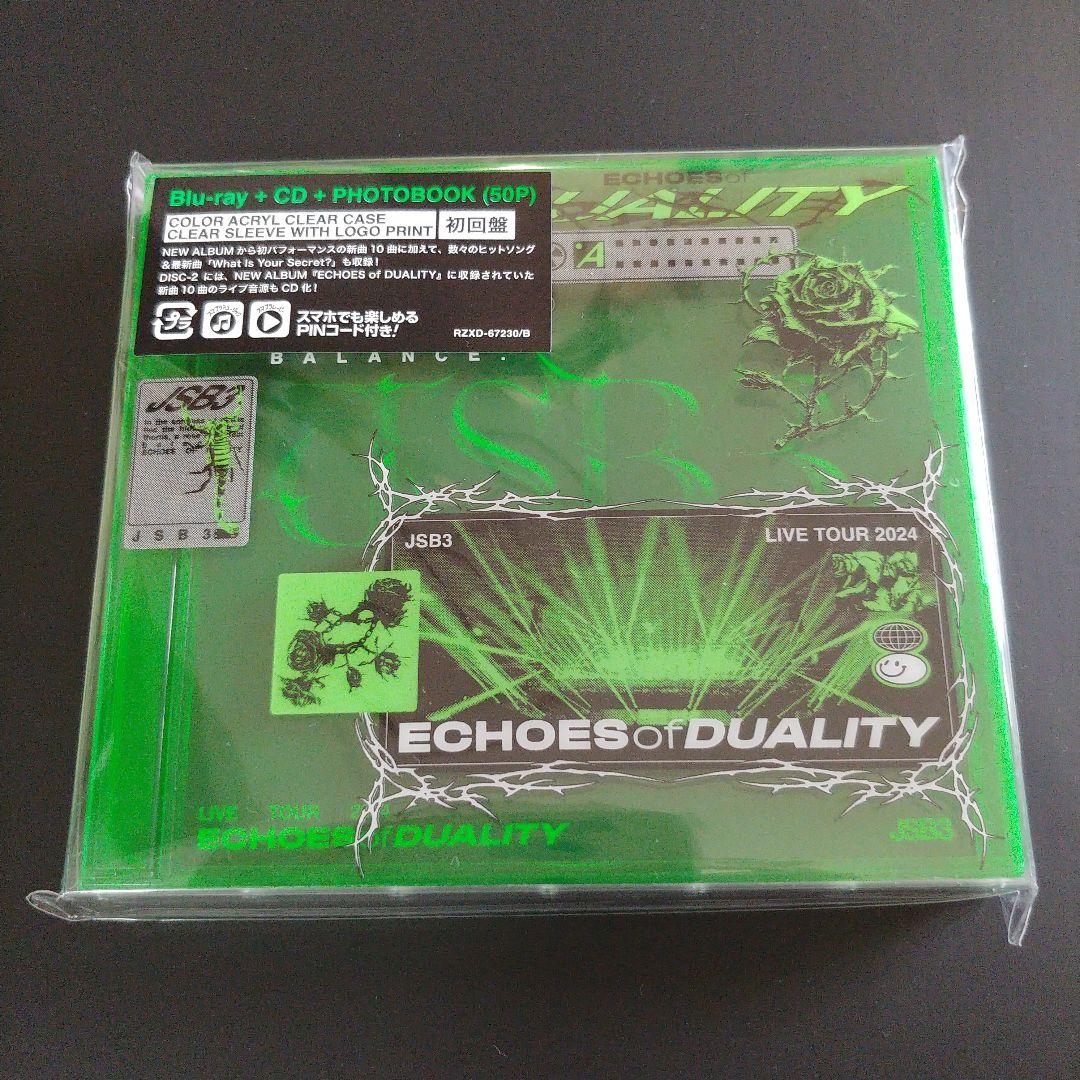 Blu-ray + CD + PHOTOBOOK (50P)
COLOR ACRYL CLEAR CASE
CLEAR SLEEVE WITH LOGO PRINT
初回盤
NEW ALBUM から初パフォーマンスの新曲 10 曲に加えて、数々のヒットソング
&最新曲「What Is Your Secret?」も収録!
DISC-2 には、NEW ALBUM『ECHOES of DUALITY』に収録されていた
新曲 10 曲のライブ音源も CD 化!
スマホでも楽しめる
PINコード付き!
RZXD-67230/B
ECHOES of
DUALITY
A
BALANCE.
JSB3
JSB3
JSB
JSB3
LIVE TOUR 2024
ECHOES of DUALITY
LIVE TOUR
ECHOES of DUALITY
JSB3